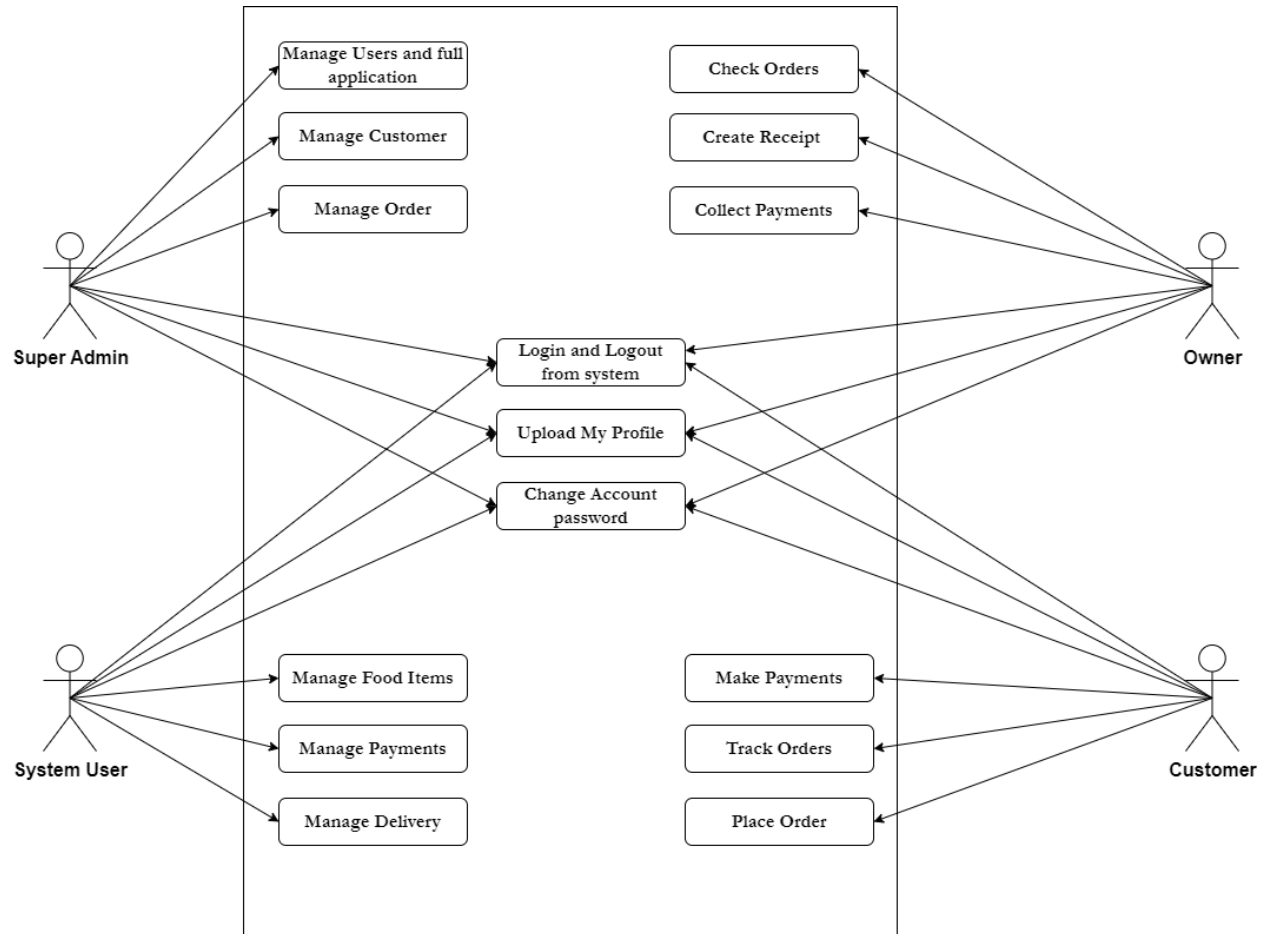 Manage Users and full
application
Check Orders
Manage Customer
Create Receipt
Manage Order
Collect Payments
Super Admin
Owner
Login and Logout
from system
Upload My Profile
Change Account
password
Manage Food Items
Make Payments
Manage Payments
Track Orders
System User
Customer
Manage Delivery
Place Order